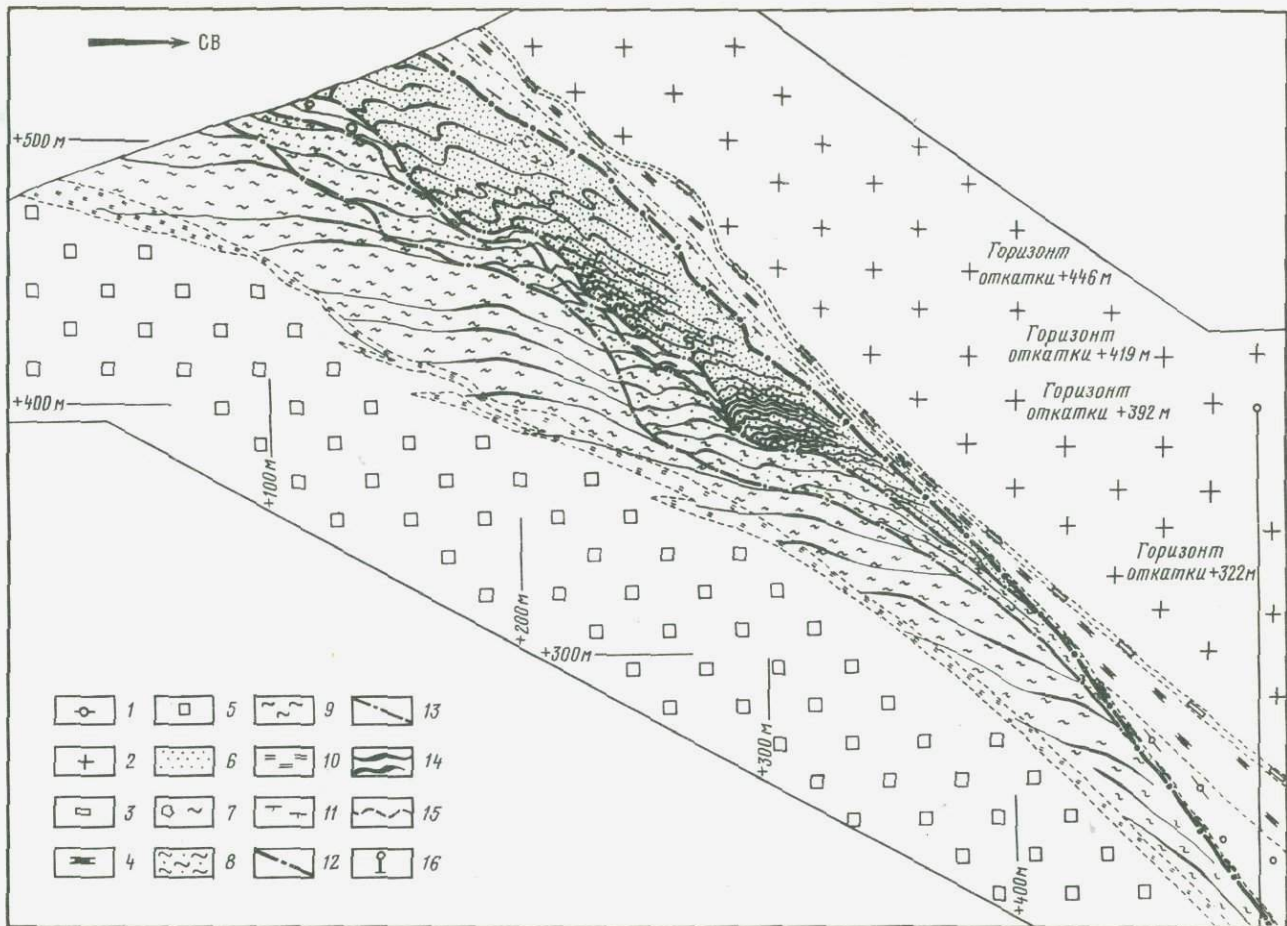 СВ
+500 м
Горизонт
откатки +446 м
Горизонт
откатки +419 м
Горизонт
откатки +392 м
+400 м
+100 м
Горизонт
откатки +322 м
+200 м
+300 м
+300 м
+400 м
1 5 9 13
2 6 10 14
3 7 11 15
4 8 12 16